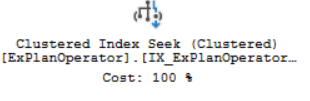 Clustered Index Seek (Clustered)
[ExPlanOperator].[IX_ExPlanOperator…
Cost: 100 %